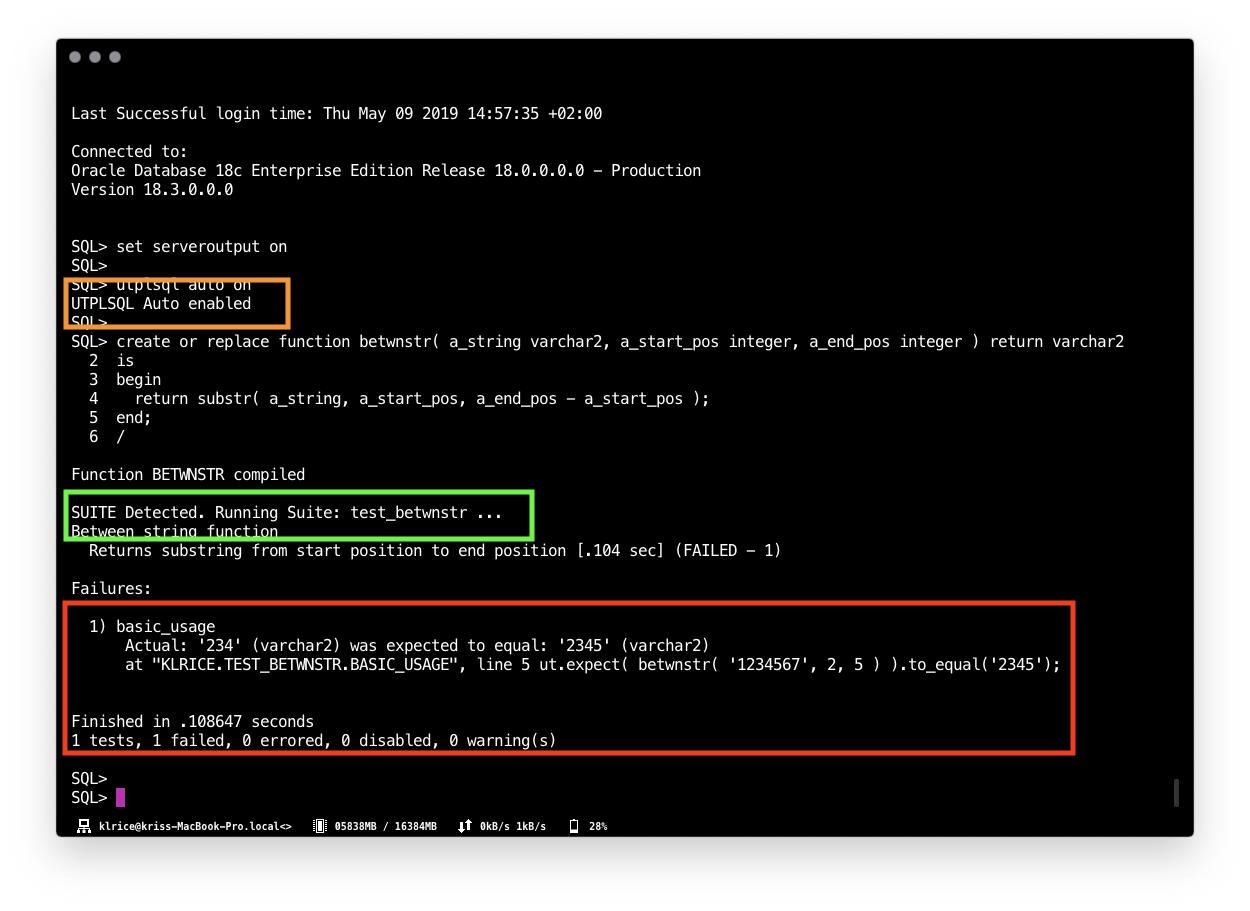 Last Successful login time: Thu May 09 2019 14:57:35 +02:00
Connected to:
Oracle Database 18c Enterprise Edition Release 18.0.0.0.0 – Production
Version 18.3.0.0.0
SQL> set serveroutput on
SQL>
SQL> utplsql auto on
UTPLSQL Auto enabled
SQL>
SQL> create or replace function betwnstr( a_string varchar2, a_start_pos integer, a_end_pos integer ) return varchar2
2 is
3 begin
4 return substr( a_string, a_start_pos, a_end_pos – a_start_pos );
5 end;
6 /
Function BETWNSTR compiled
SUITE Detected. Running Suite: test_betwnstr ...
Between string function
Returns substring from start position to end position [.104 sec] (FAILED – 1)
Failures:
1) basic_usage
Actual: '234' (varchar2) was expected to equal: '2345' (varchar2)
at "KLRICE.TEST_BETWNSTR.BASIC_USAGE", line 5 ut.expect( betwnstr( '1234567', 2, 5 ) ).to_equal('2345');
Finished in .108647 seconds
1 tests, 1 failed, 0 errored, 0 disabled, 0 warning(s)
SQL>
SQL>
klrice@kriss-MacBook-Pro.local<> 05838MB / 16384MB 0kB/s 1kB/s 28%